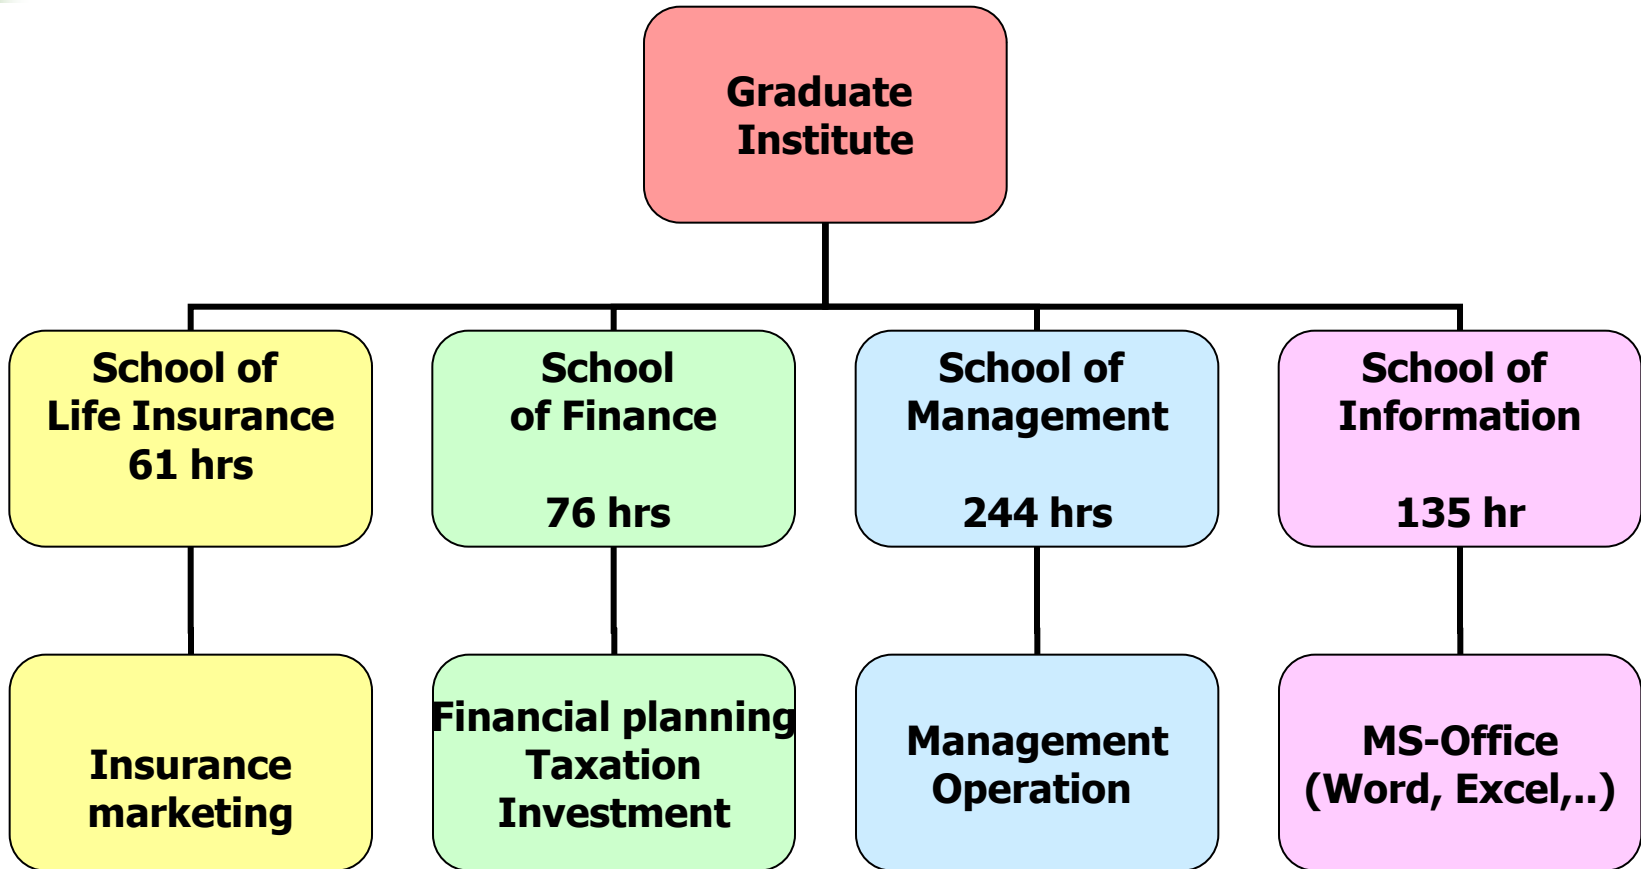 Graduate
Institute
School of
Life Insurance
61 hrs
School
of Finance
76 hrs
School of
Management
244 hrs
School of
Information
135 hr
Insurance
marketing
Financial planning
Taxation
Investment
Management
Operation
MS-Office
(Word, Excel,..)